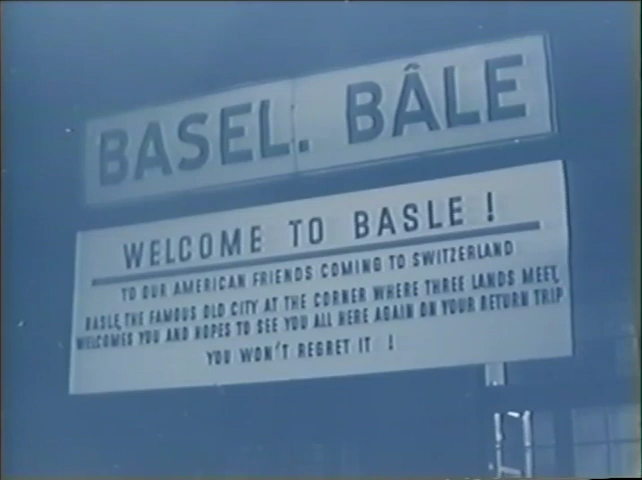 BASEL. BÂLE
WELCOME TO BASLE !
TO OUR AMERICAN FRIENDS COMING TO SWITZERLAND
BASLE, THE FAMOUS OLD CITY AT THE CORNER WHERE THREE LANDS MEET,
WELCOMES YOU AND HOPES TO SEE YOU ALL HERE AGAIN ON YOUR RETURN TRIP
YOU WON'T REGRET IT !